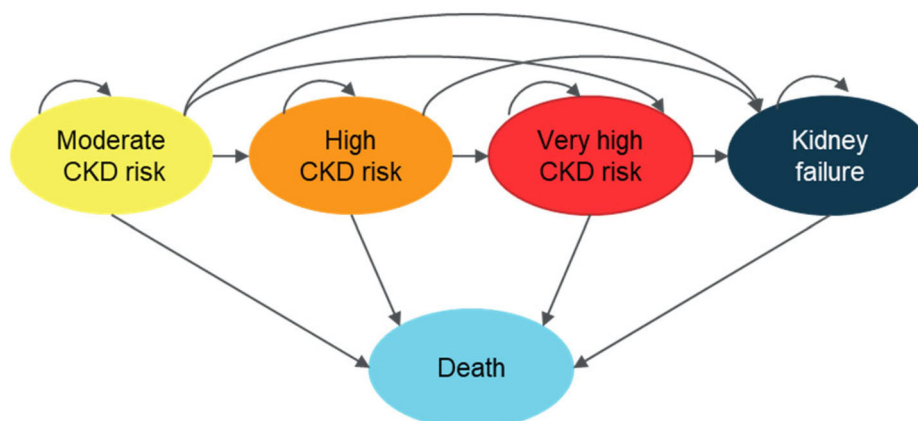 Moderate
CKD risk
High
CKD risk
Very high
CKD risk
Kidney
failure
Death